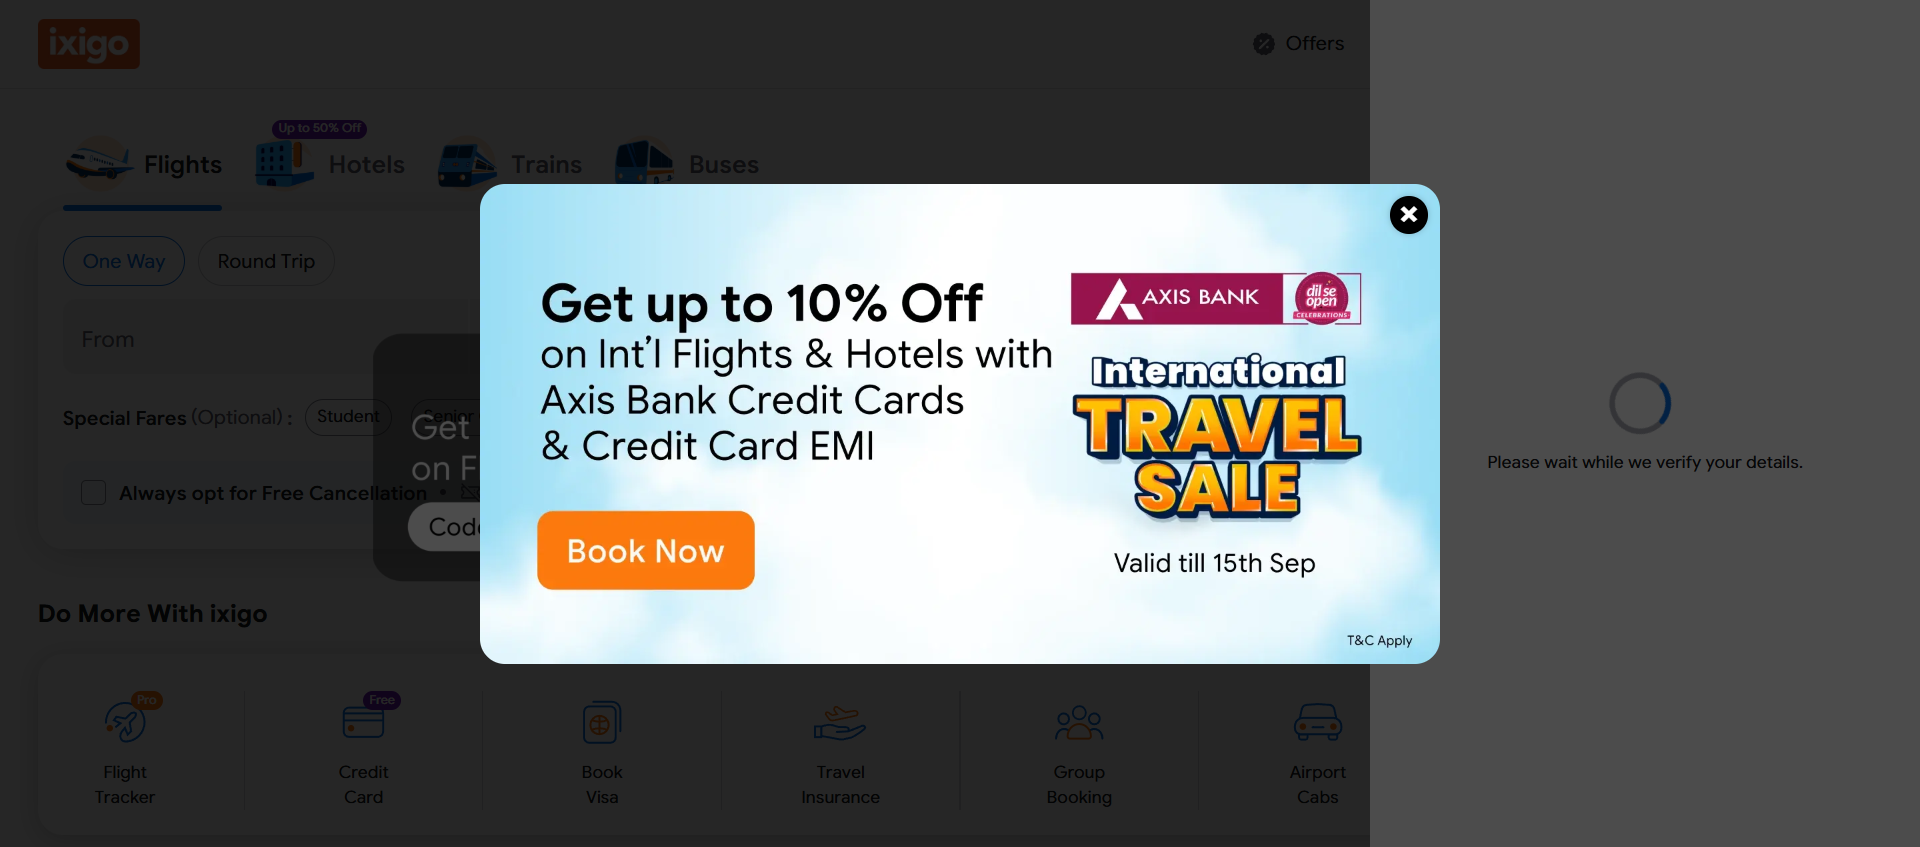 ixigo
Offers
Up to 50% Off
Flights
Hotels
Trains
Buses
One Way
Round Trip
From
Special Fares (Optional) :
Student
Senior
Get
on F
Always opt for Free Cancellation •
Code
Get up to 10% Off
on Int'l Flights & Hotels with
Axis Bank Credit Cards
& Credit Card EMI
Book Now
AXIS BANK
dil se
open
CELEBRATIONS
International
TRAVEL
SALE
Valid till 15th Sep
T&C Apply
Please wait while we verify your details.
Do More With ixigo
Pro
Flight
Tracker
Free
Credit
Card
Book
Visa
Travel
Insurance
Group
Booking
Airport
Cabs